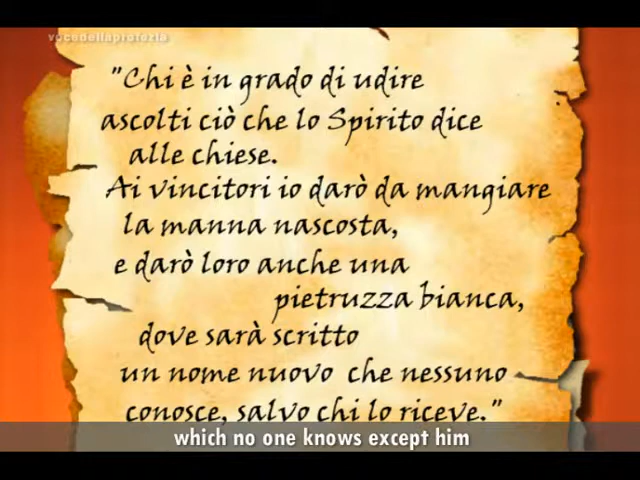 vocedellaprofezia
"Chi è in grado di udire
ascolti ciò che lo Spirito dice
alle chiese.
Ai vincitori io darò da mangiare
la manna nascosta,
e darò loro anche una
pietruzza bianca,
dove sarà scritto
un nome nuovo che nessuno
conosce, salvo chi lo riceve."
which no one knows except him